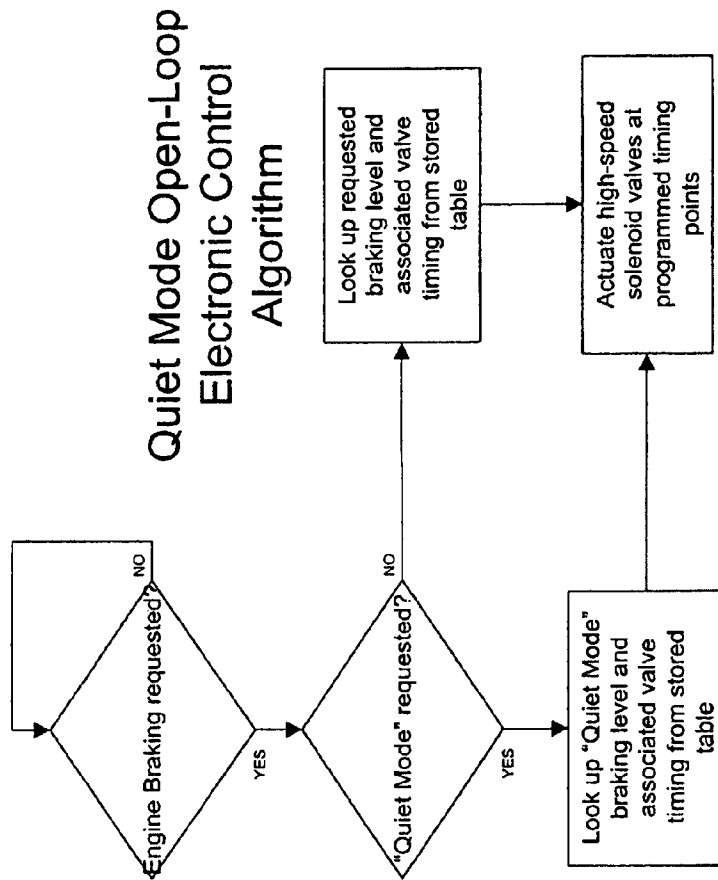 Quiet Mode Open-Loop
Electronic Control
Algorithm
Engine Braking requested?
NO
YES
"Quiet Mode" requested?
NO
YES
Look up requested
braking level and
associated valve
timing from stored
table
Look up "Quiet Mode"
braking level and
associated valve
timing from stored
table
Actuate high-speed
solenoid valves at
programmed timing
points